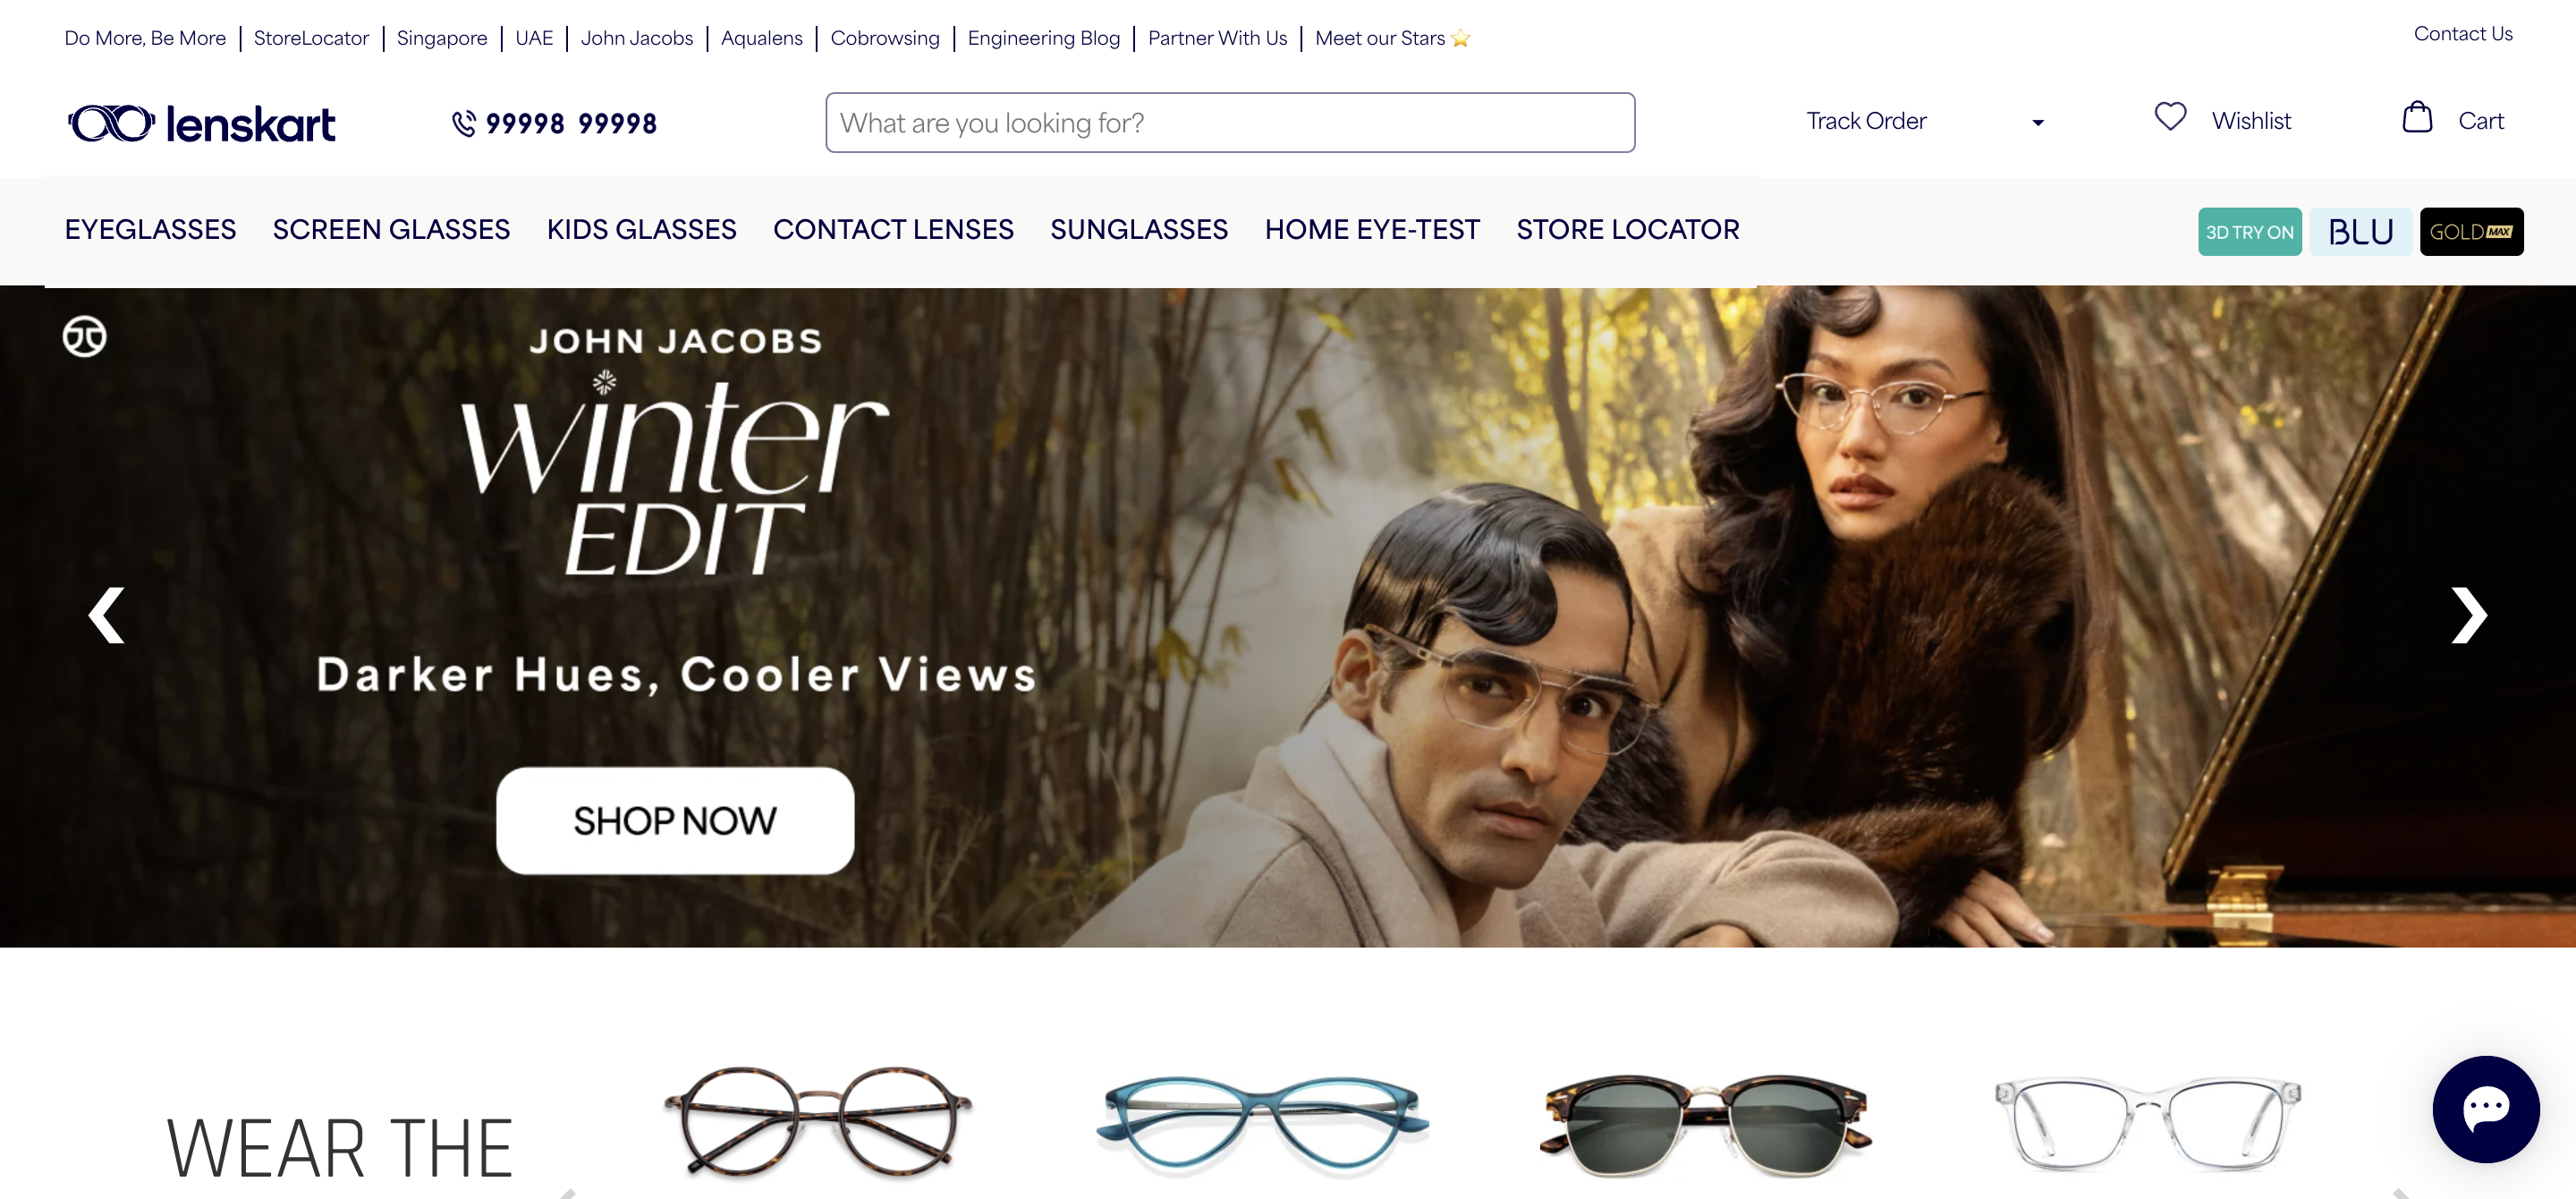 Do More, Be More | StoreLocator | Singapore | UAE | John Jacobs | Aqualens | Cobrowsing | Engineering Blog | Partner With Us | Meet our Stars ⭐
Contact Us
lenskart
99998 99998
What are you looking for?
Track Order
Wishlist
Cart
EYEGLASSES SCREEN GLASSES KIDS GLASSES CONTACT LENSES SUNGLASSES HOME EYE-TEST STORE LOCATOR
3D TRY ON
BLU
GOLD MAX
JOHN JACOBS
winter
EDIT
Darker Hues, Cooler Views
SHOP NOW
WEAR THE